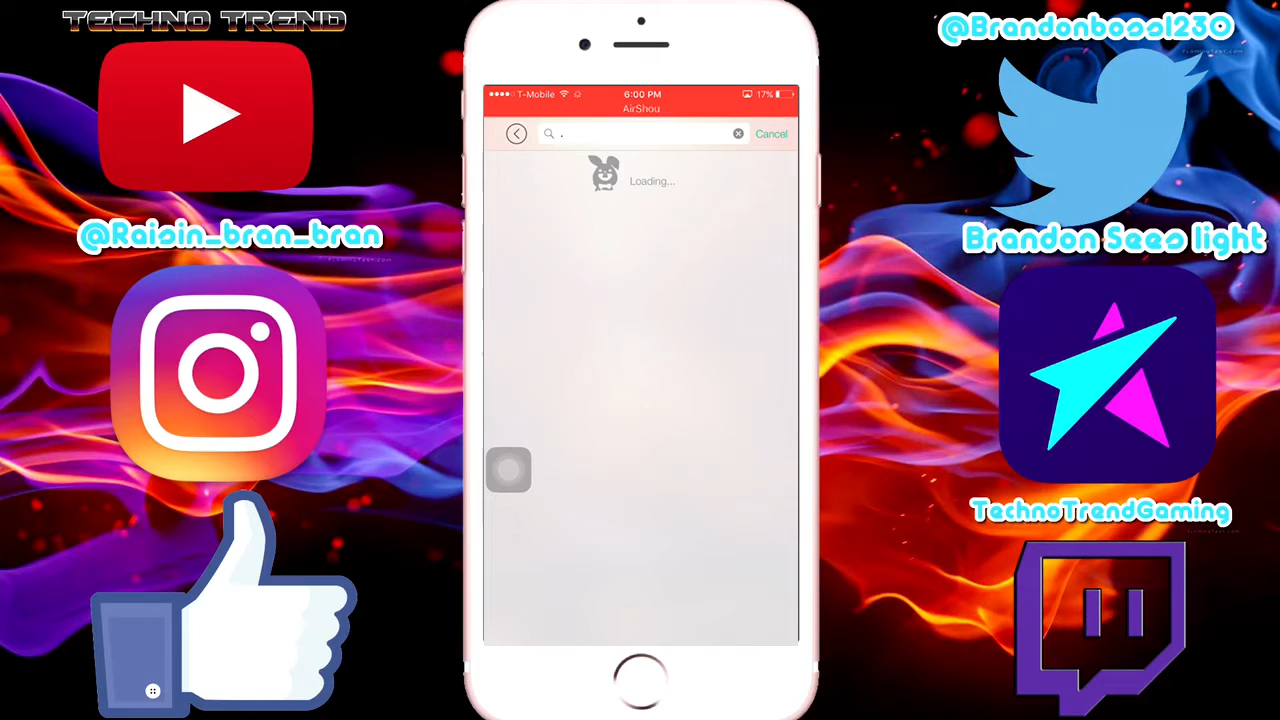 TECHNO TREND
@Raisin_bran_bran
T-Mobile 6:00 PM 17%
AirShou
.
Cancel
Loading...
@Brandonboss1230
Brandon Sees light
TechnoTrendGaming